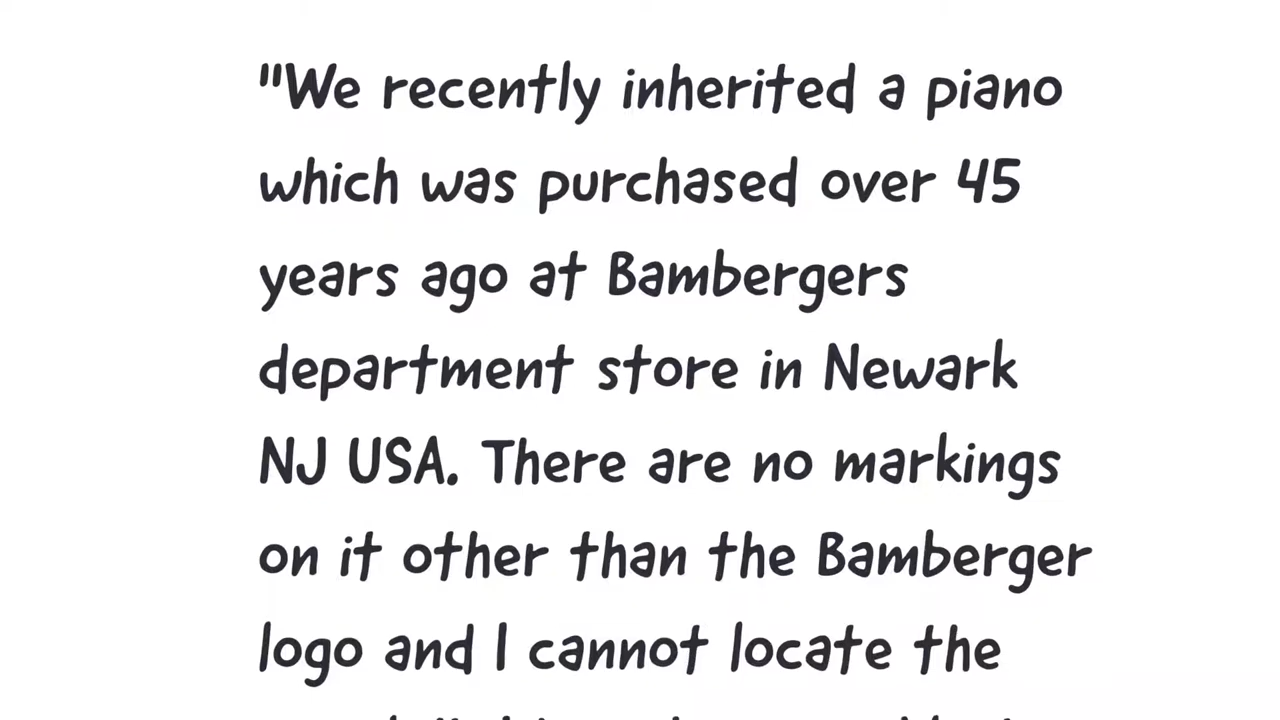 "We recently inherited a piano
which was purchased over 45
years ago at Bambergers
department store in Newark
NJ USA. There are no markings
on it other than the Bamberger
logo and I cannot locate the